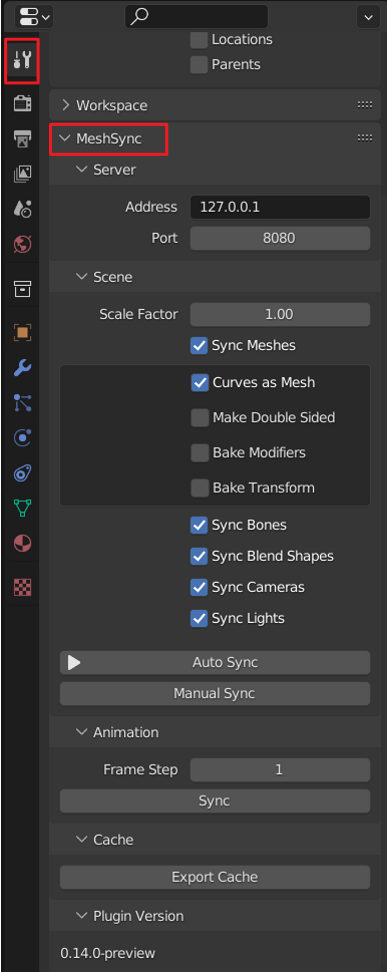 Locations
Parents
Workspace
MeshSync
Server
Address 127.0.0.1
Port 8080
Scene
Scale Factor 1.00
Sync Meshes
Curves as Mesh
Make Double Sided
Bake Modifiers
Bake Transform
Sync Bones
Sync Blend Shapes
Sync Cameras
Sync Lights
Auto Sync
Manual Sync
Animation
Frame Step 1
Sync
Cache
Export Cache
Plugin Version
0.14.0-preview